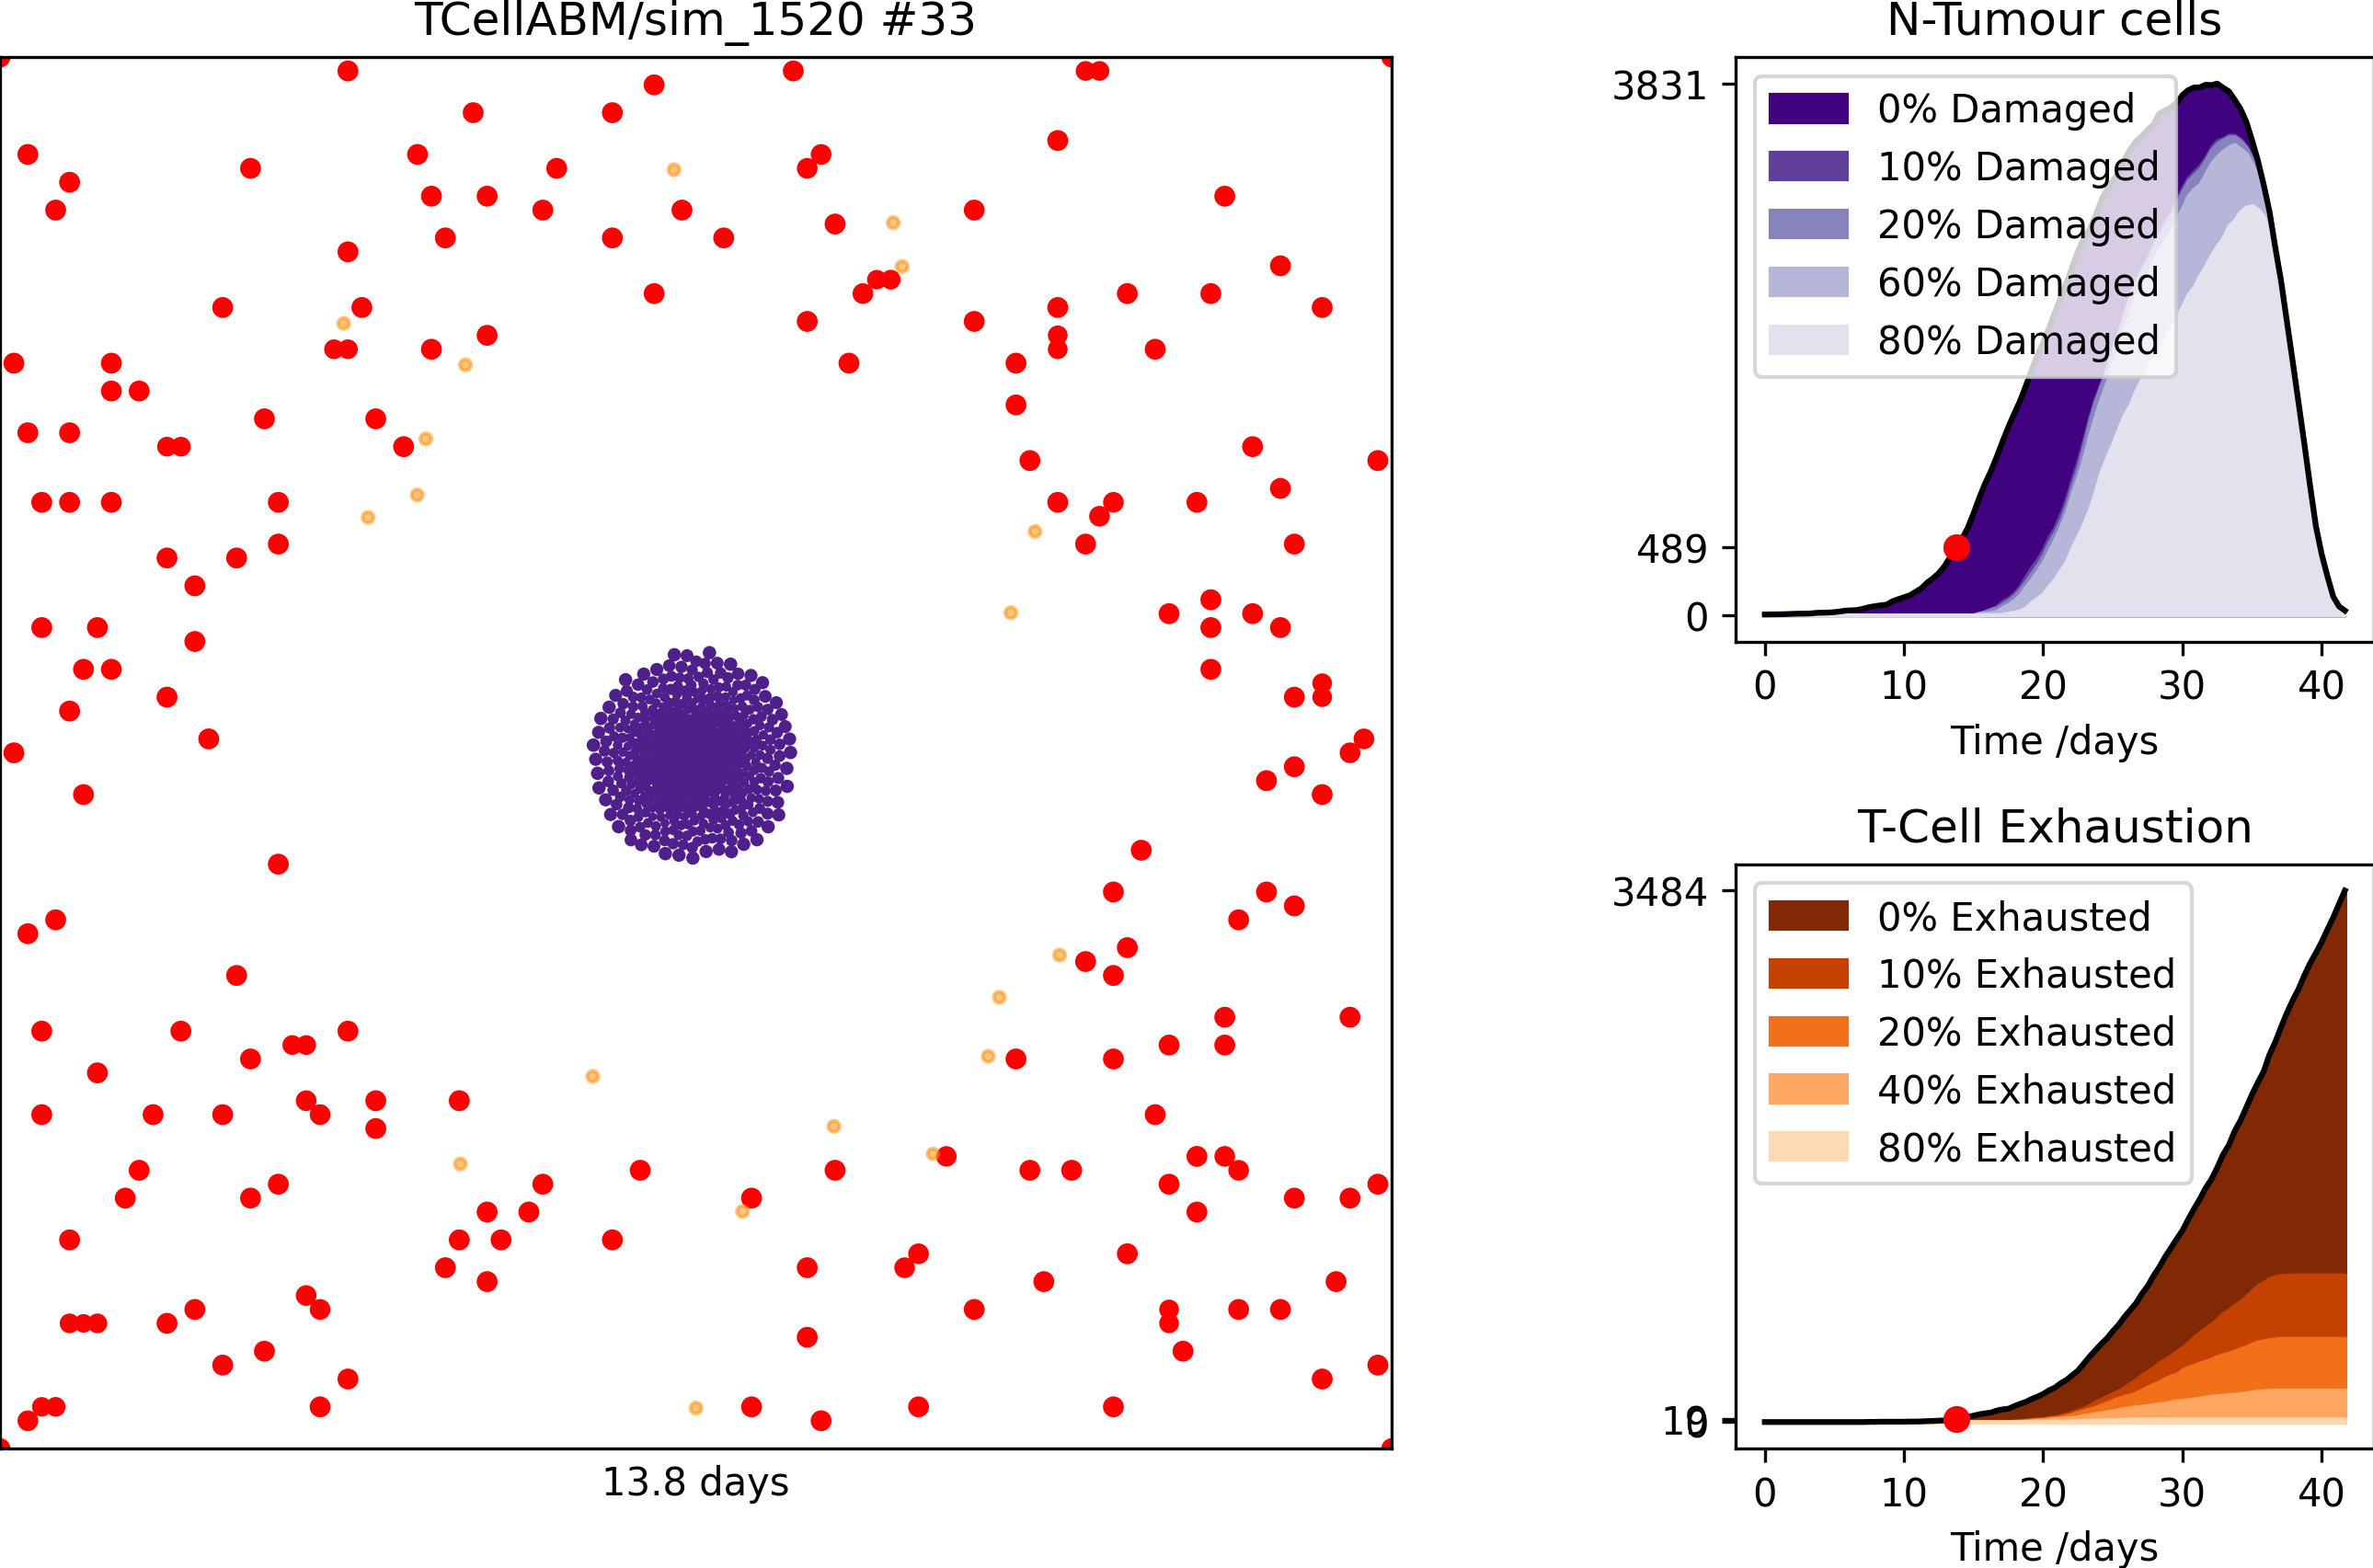 TCellABM/sim_1520 #33
13.8 days
N-Tumour cells
3831
489
0
0% Damaged
10% Damaged
20% Damaged
60% Damaged
80% Damaged
0 10 20 30 40
Time /days
T-Cell Exhaustion
3484
0% Exhausted
10% Exhausted
20% Exhausted
40% Exhausted
80% Exhausted
0 10 20 30 40
Time /days